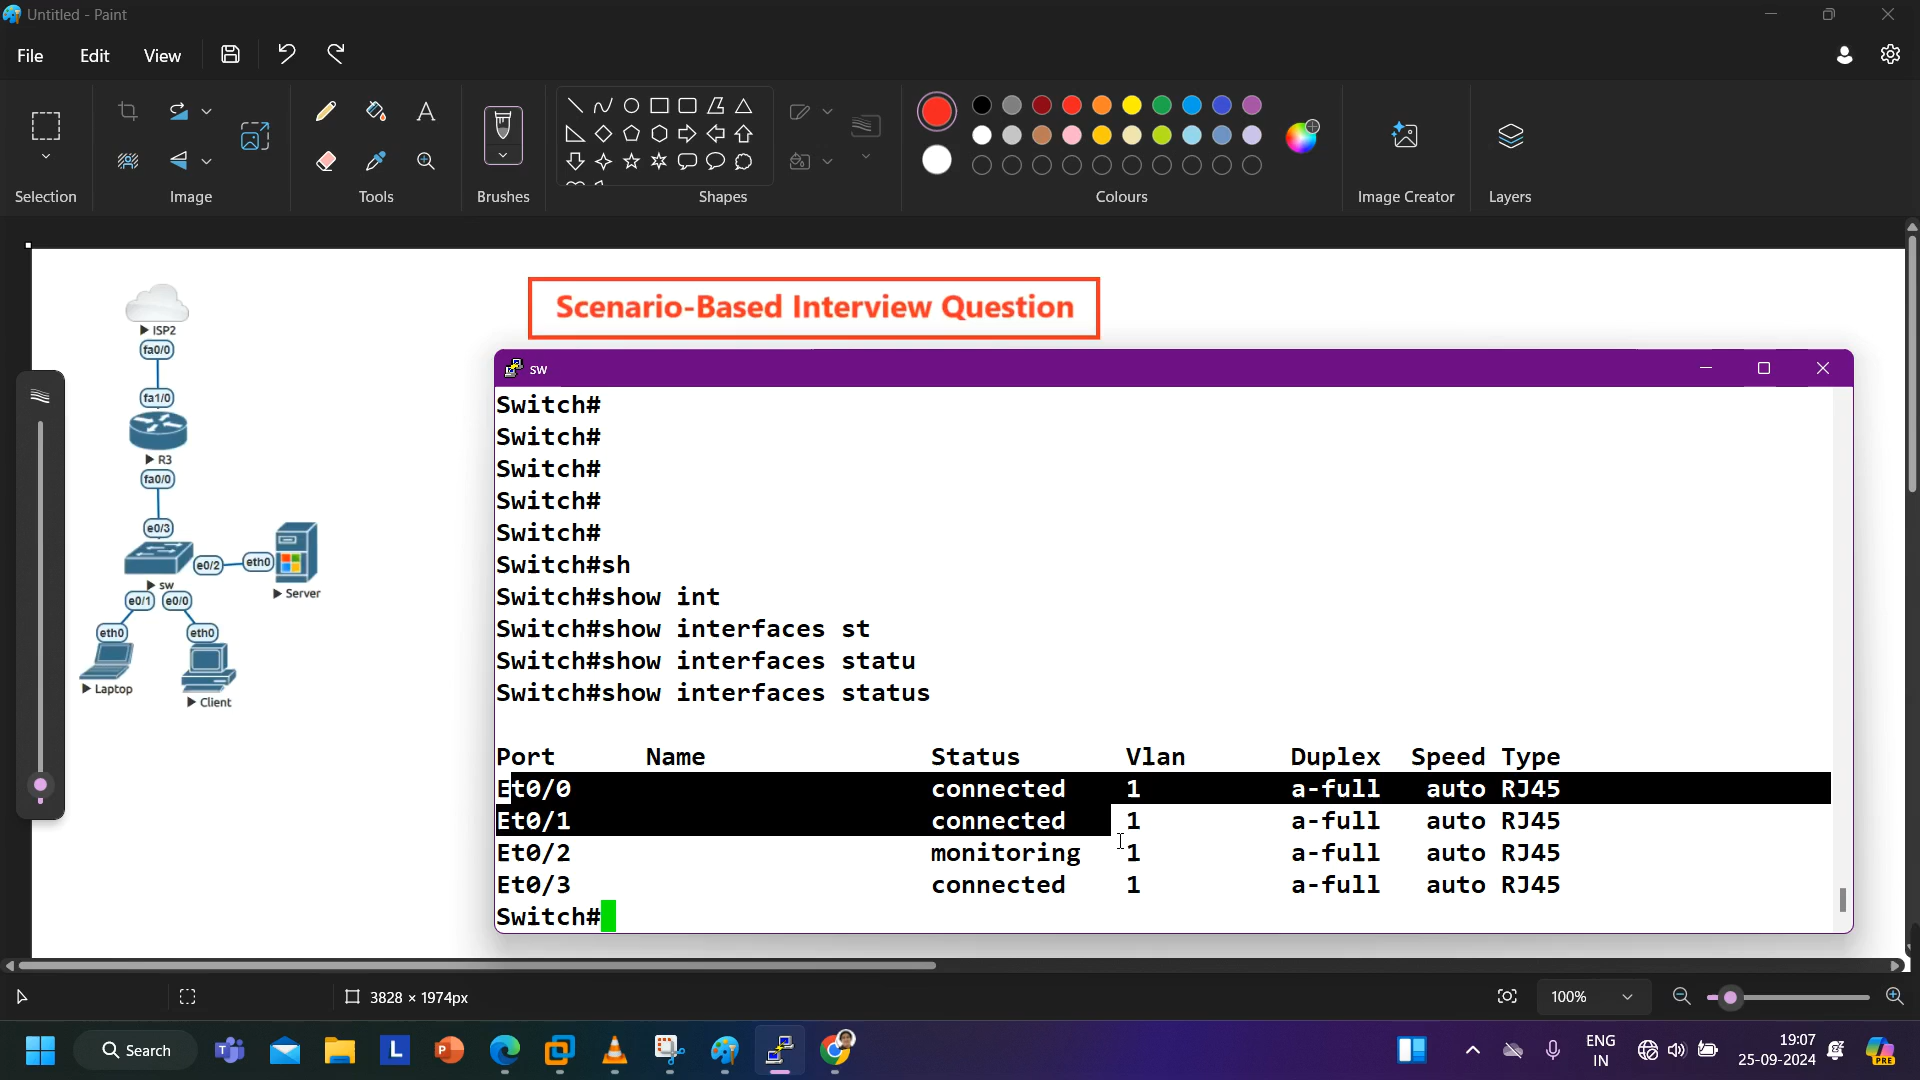 Untitled - Paint
File Edit View
Selection Image Tools Brushes Shapes Colours Image Creator Layers
Scenario-Based Interview Question
ISP2
fa0/0
fa1/0
R3
fa0/0
e0/3
e0/2 eth0
sw
Server
e0/1 e0/0
eth0 eth0
Laptop
Client
sw
Switch#
Switch#
Switch#
Switch#
Switch#
Switch#sh
Switch#show int
Switch#show interfaces st
Switch#show interfaces statu
Switch#show interfaces status
Port Name Status Vlan Duplex Speed Type
Et0/0 connected 1 a-full auto RJ45
Et0/1 connected 1 a-full auto RJ45
Et0/2 monitoring 1 a-full auto RJ45
Et0/3 connected 1 a-full auto RJ45
Switch#
3828 × 1974px
100%
Search
L
P
PRE
ENG
IN
19:07
25-09-2024